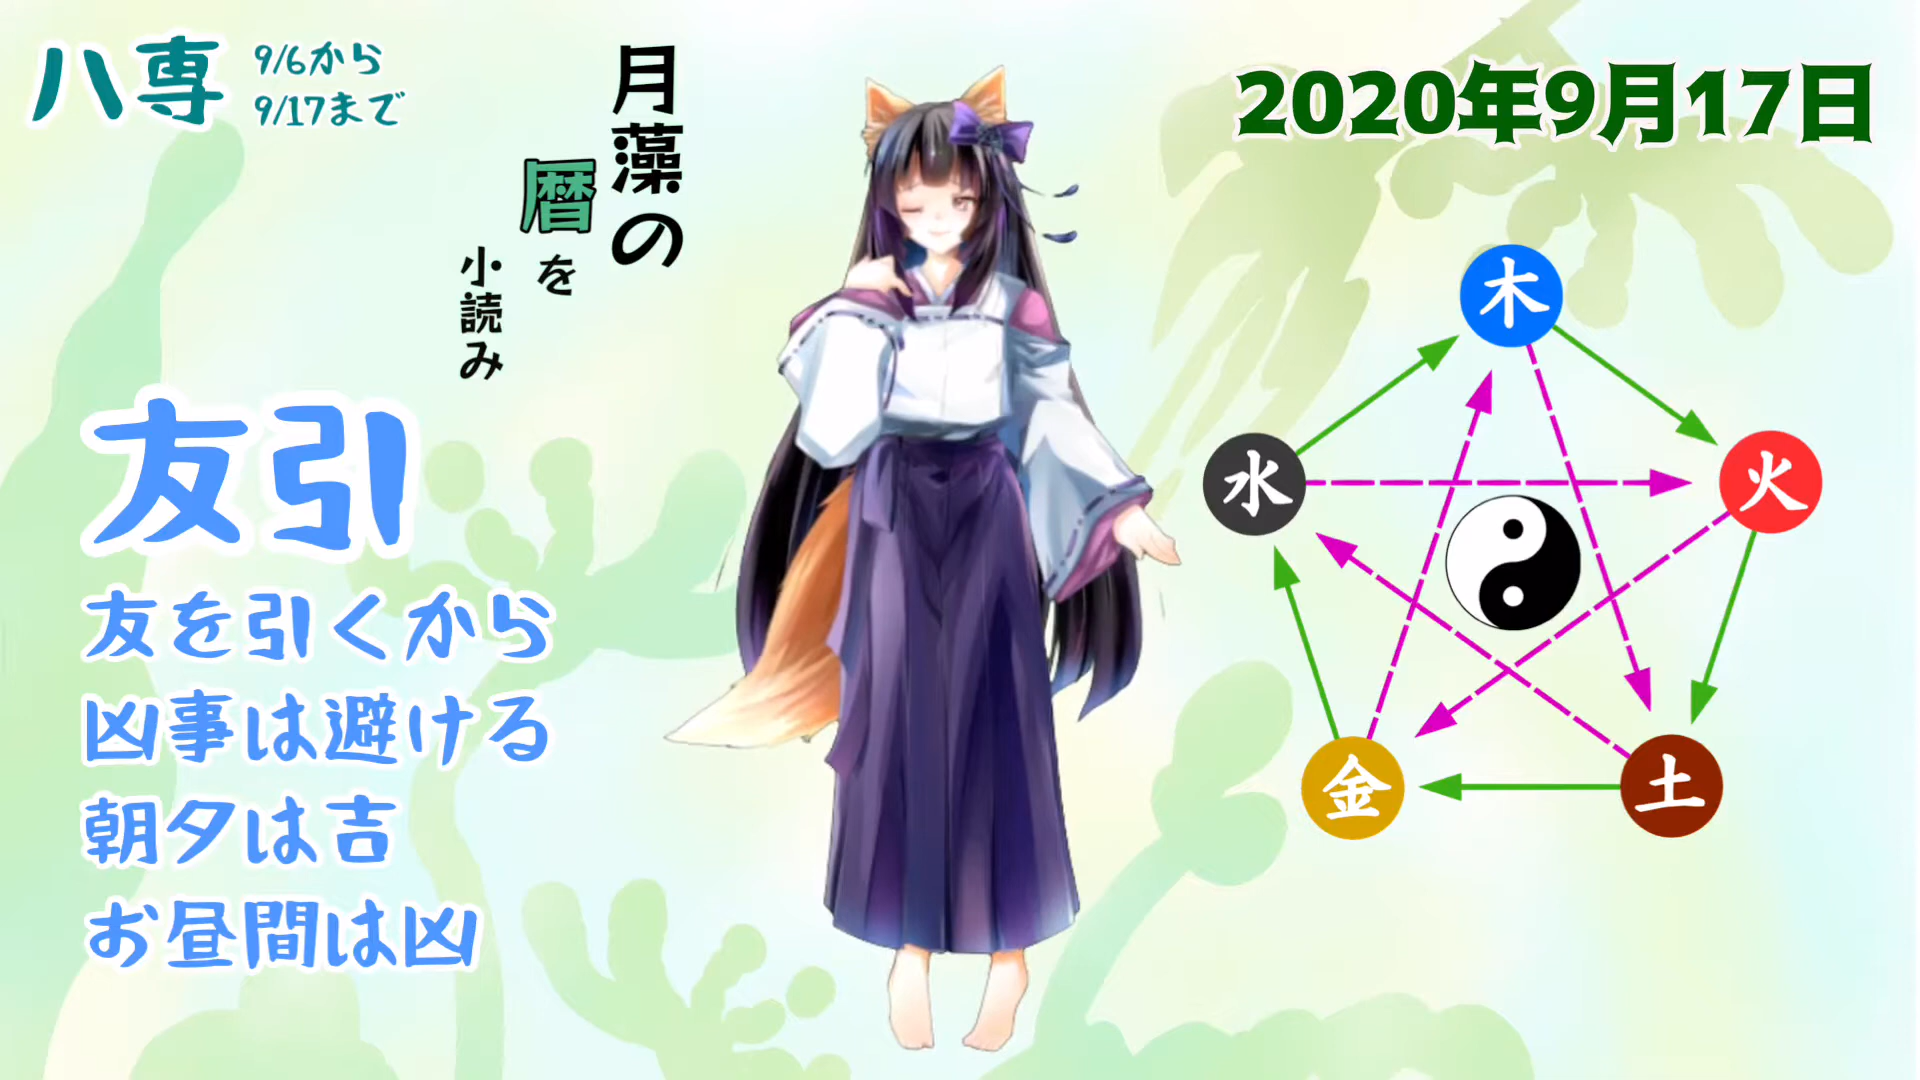 八専
9/6から
9/17まで
月藻の
暦を
小読み
2020年9月17日
友引
友を引くから
凶事は避ける
朝夕は吉
お昼間は凶
木
水
火
金
土